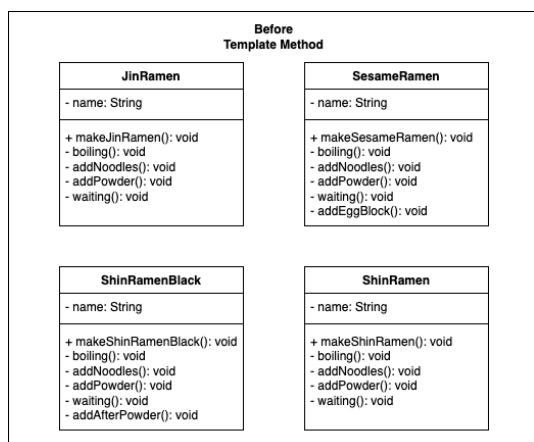 Before
Template Method
JinRamen
- name: String
+ makeJinRamen(): void
- boiling(): void
- addNoodles(): void
- addPowder(): void
- waiting(): void
SesameRamen
- name: String
+ makeSesameRamen(): void
- boiling(): void
- addNoodles(): void
- addPowder(): void
- waiting(): void
- addEggBlock(): void
ShinRamenBlack
- name: String
+ makeShinRamenBlack(): void
- boiling(): void
- addNoodles(): void
- addPowder(): void
- waiting(): void
- addAfterPowder(): void
ShinRamen
- name: String
+ makeShinRamen(): void
- boiling(): void
- addNoodles(): void
- addPowder(): void
- waiting(): void